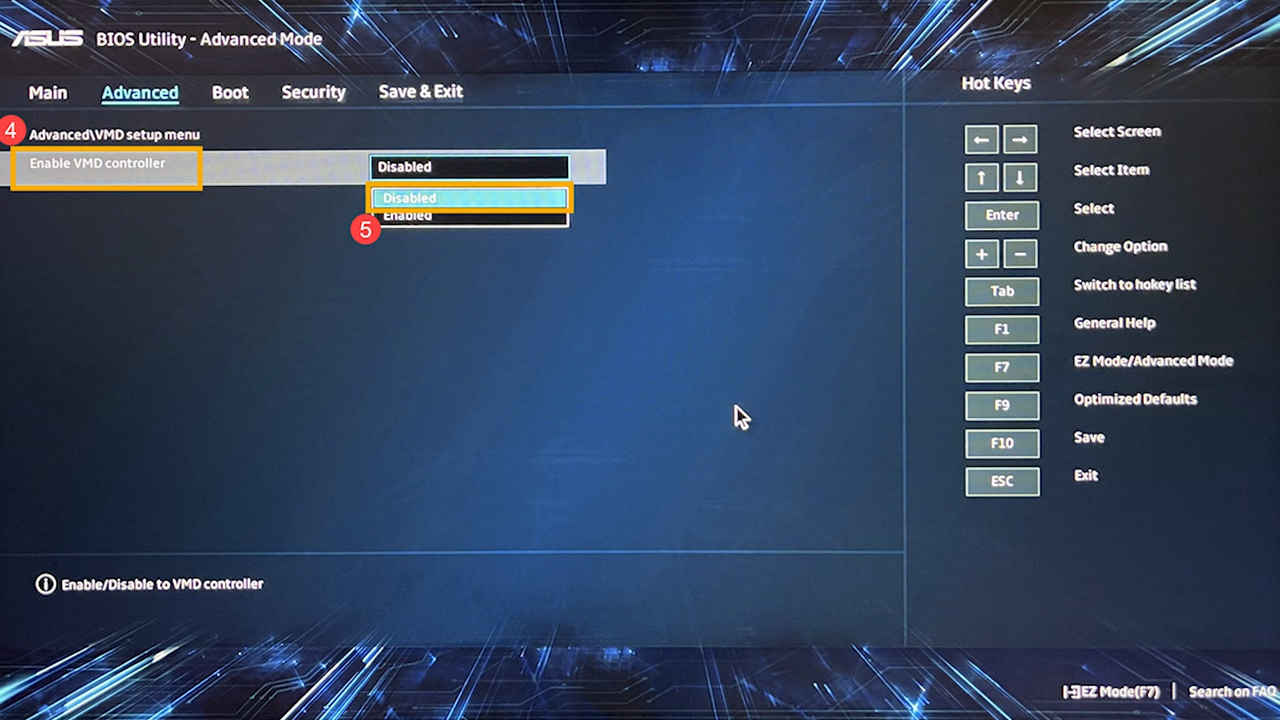 ASUS BIOS Utility - Advanced Mode
Main Advanced Boot Security Save & Exit
Hot Keys
4 Advanced\VMD setup menu
Enable VMD controller Disabled
Disabled
5 Enabled
← → Select Screen
↑ ↓ Select Item
Enter Select
+ - Change Option
Tab Switch to hokey list
F1 General Help
F7 EZ Mode/Advanced Mode
F9 Optimized Defaults
F10 Save
ESC Exit
Enable/Disable to VMD controller
EZ Mode(F7) | Search on FAQ